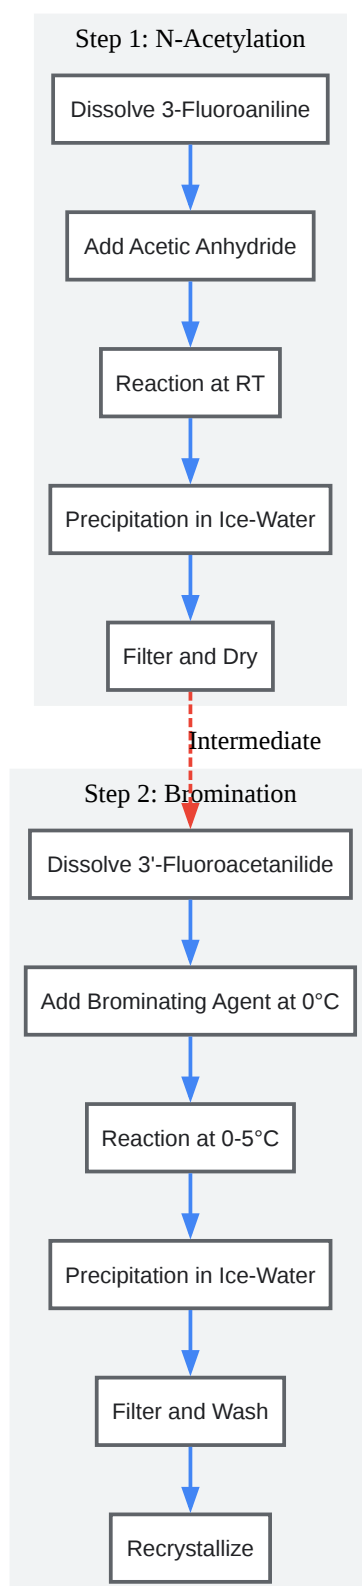 Step 1: N-Acetylation
Dissolve 3-Fluoroaniline
Add Acetic Anhydride
Reaction at RT
Precipitation in Ice-Water
Filter and Dry
Intermediate
Step 2: Bromination
Dissolve 3'-Fluoroacetanilide
Add Brominating Agent at 0°C
Reaction at 0-5°C
Precipitation in Ice-Water
Filter and Wash
Recrystallize